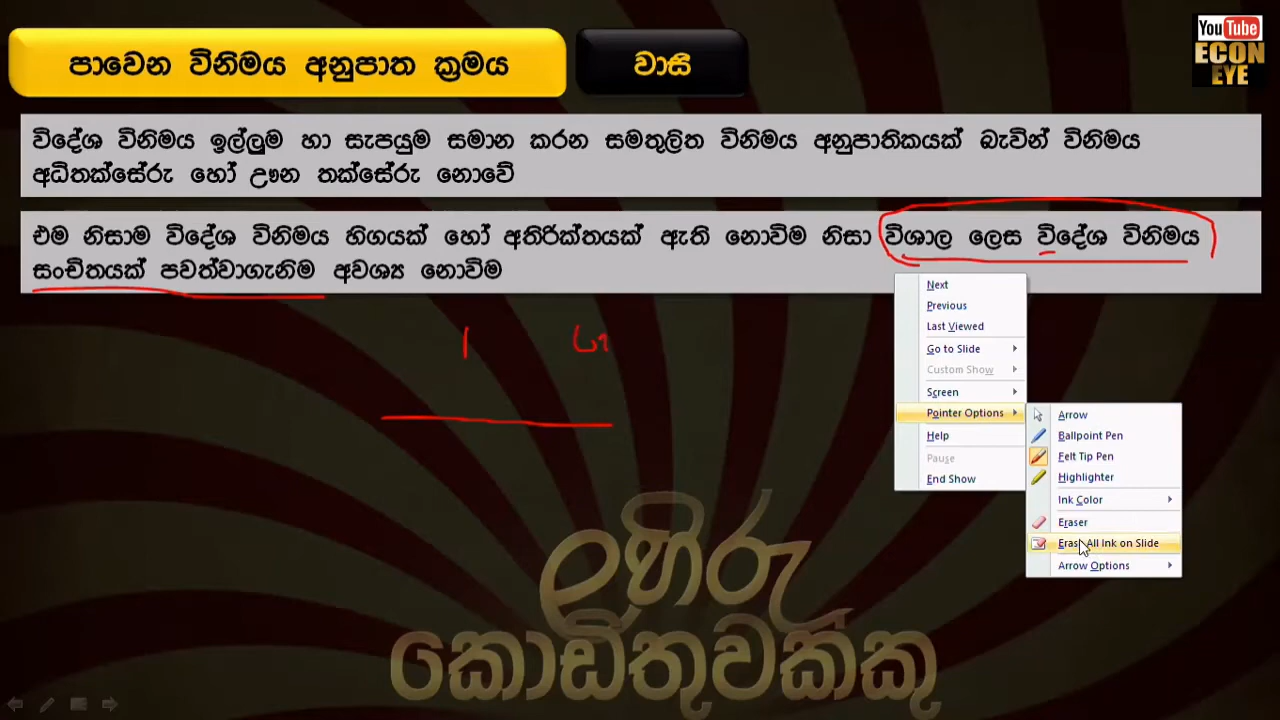 පාවෙන විනිමය අනුපාත ක්‍රමය
වාසි
YouTube
ECON
EYE
විදේශ විනිමය ඉල්ලුම හා සැපයුම සමාන කරන සමතුලිත විනිමය අනුපාතිකයක් බැවින් විනිමය
අධිතක්සේරු හෝ ඌන තක්සේරු නොවේ
එම නිසාම විදේශ විනිමය හිගයක් හෝ අතිරික්තයක් ඇති නොවීම නිසා විශාල ලෙස විදේශ විනිමය
සංචිතයක් පවත්වාගැනීම අවශ්‍ය නොවීම
Next
Previous
Last Viewed
Go to Slide
Custom Show
Screen
Pointer Options
Help
Pause
End Show
Arrow
Ballpoint Pen
Felt Tip Pen
Highlighter
Ink Color
Eraser
Erase All Ink on Slide
Arrow Options
ලහිරු
කොඩිතුවක්කු